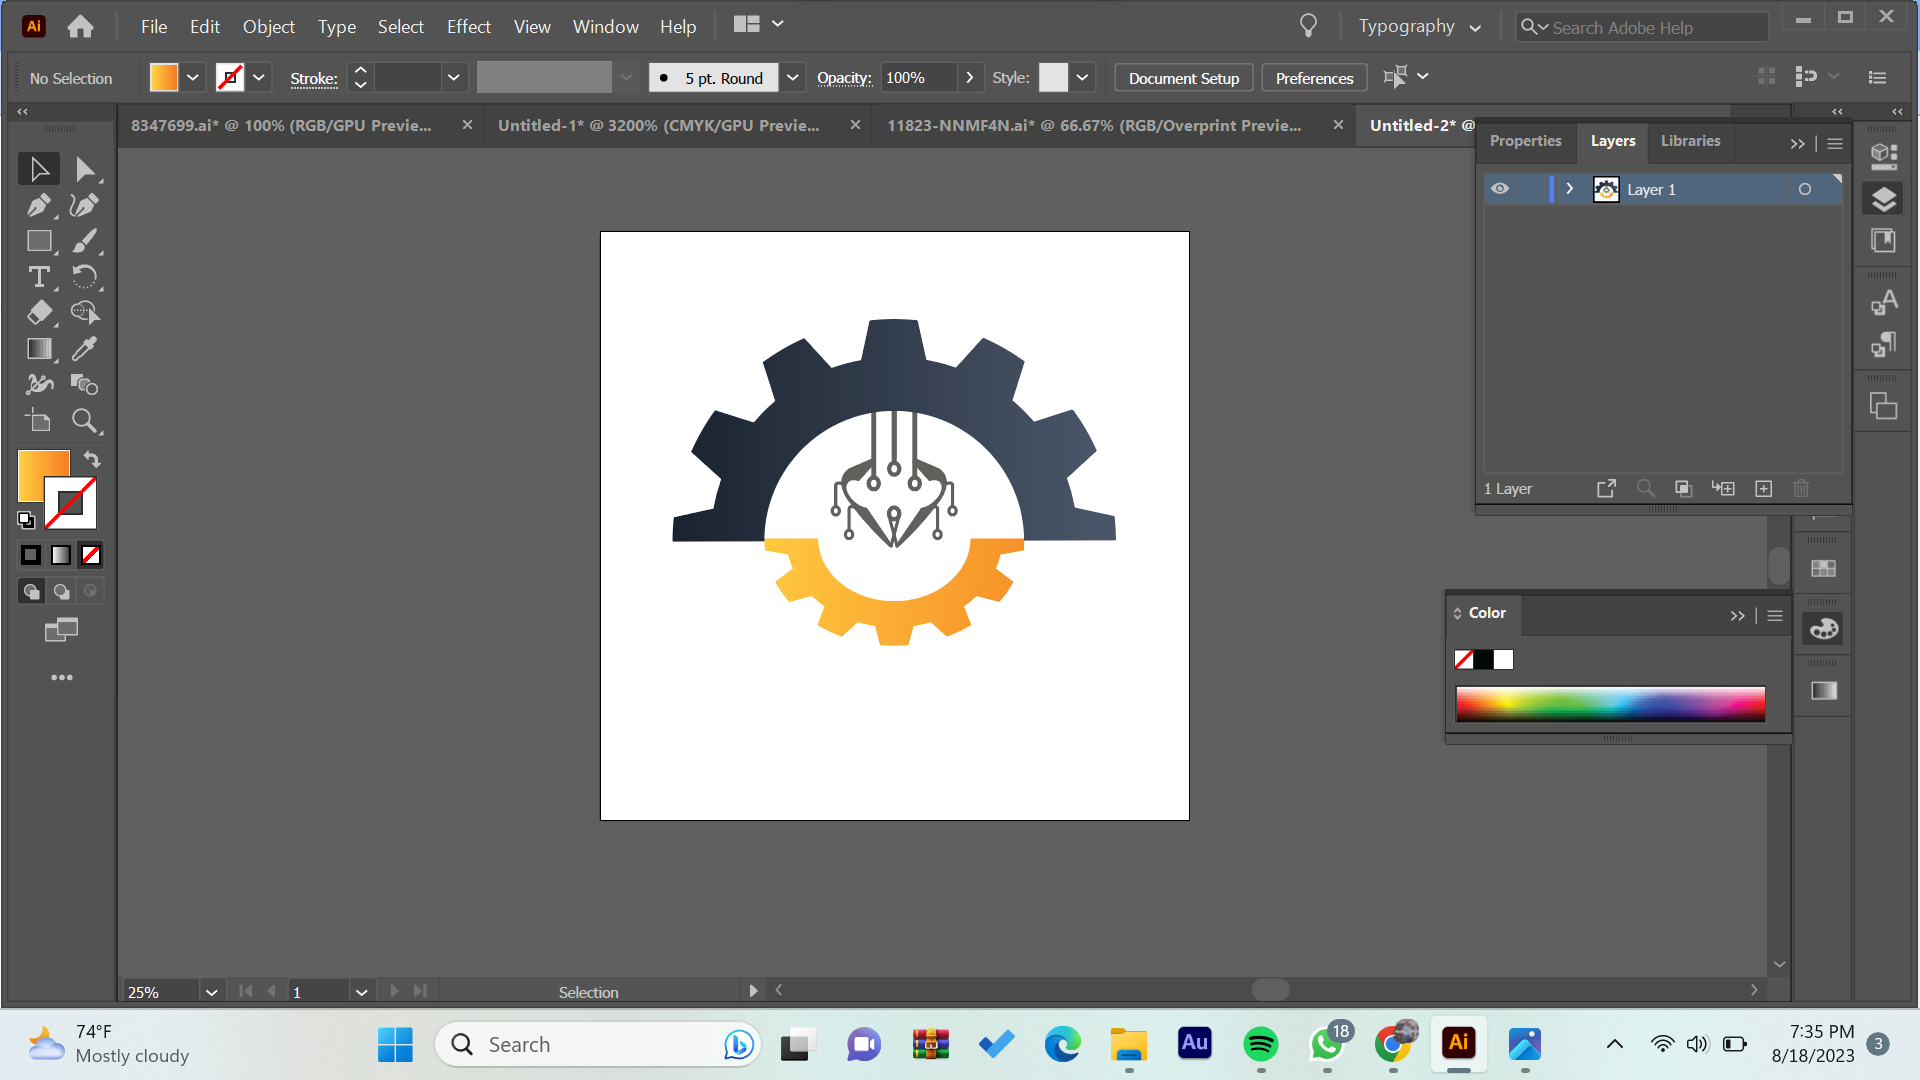 Ai File Edit Object Type Select Effect View Window Help Typography Search Adobe Help
No Selection Stroke: 5 pt. Round Opacity: 100% Style: Document Setup Preferences
8347699.ai* @ 100% (RGB/GPU Previe... Untitled-1* @ 3200% (CMYK/GPU Previe... 11823-NNMF4N.ai* @ 66.67% (RGB/Overprint Previe... Untitled-2* @
Properties Layers Libraries
Layer 1
1 Layer
Color
25% 1 Selection
74°F
Mostly cloudy
Search
Au
18
Ai
7:35 PM
8/18/2023
3